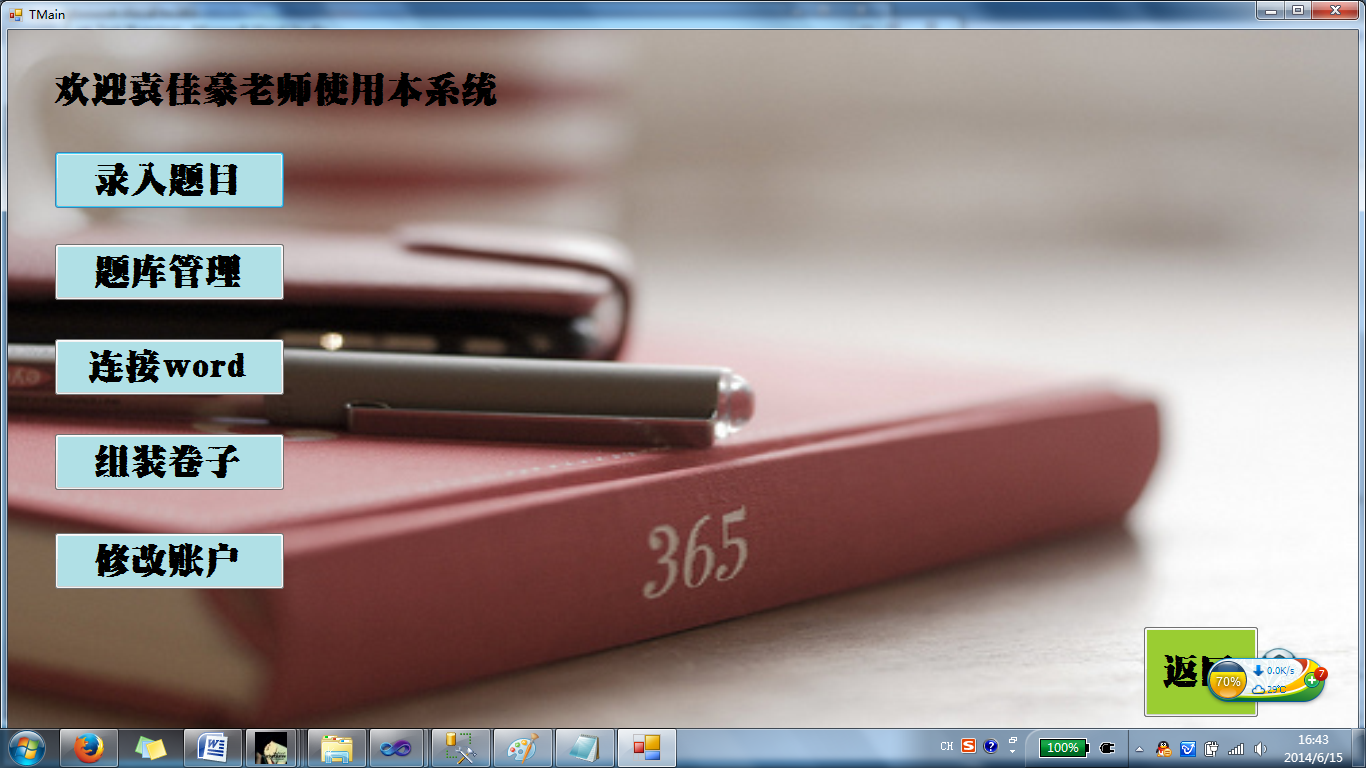 TMain
欢迎袁佳豪老师使用本系统
录入题目
题库管理
连接word
组装卷子
修改账户
365
返
70%
0.0K/s
29℃
7
CH
100%
16:43
2014/6/15